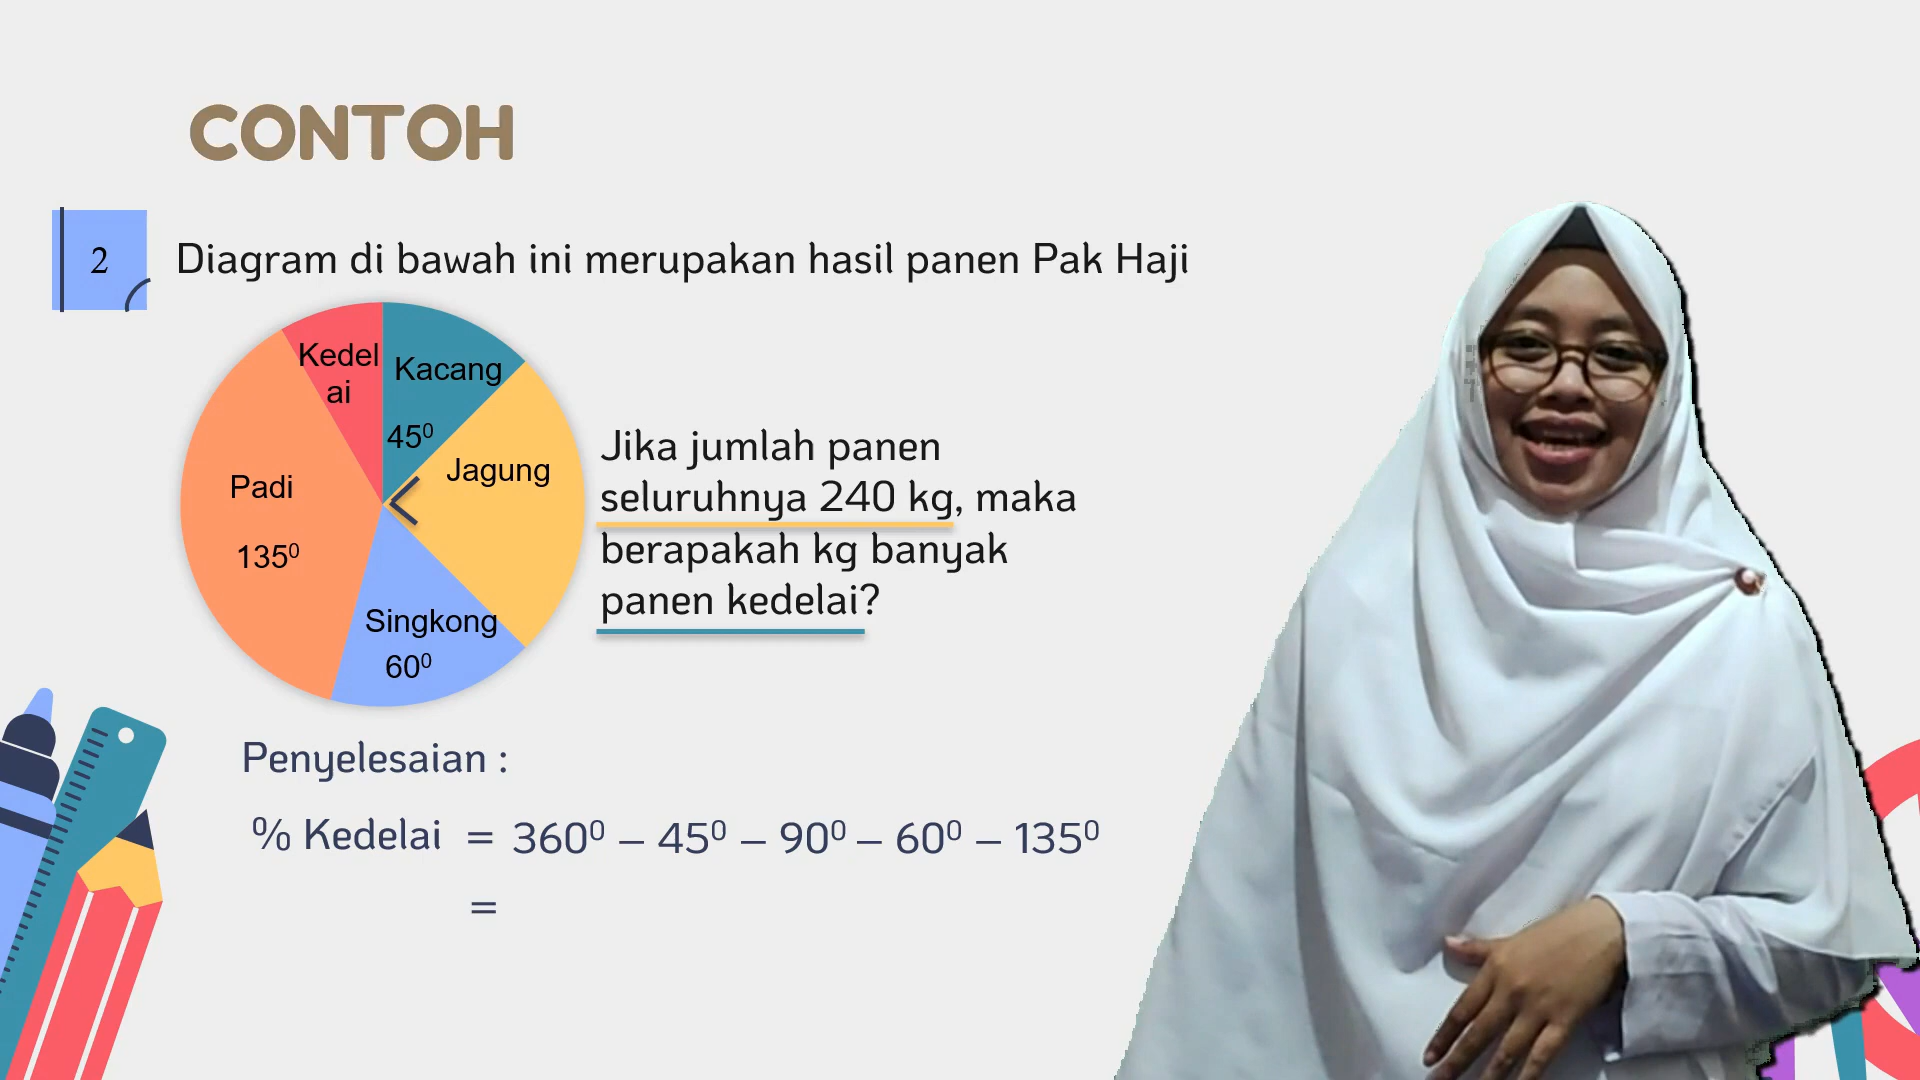 CONTOH
2
Diagram di bawah ini merupakan hasil panen Pak Haji
Kedel
ai
Kacang
45⁰
Jagung
Padi
135⁰
Singkong
60⁰
Jika jumlah panen
seluruhnya 240 kg, maka
berapakah kg banyak
panen kedelai?
Penyelesaian :
% Kedelai = 360⁰ – 45⁰ – 90⁰ – 60⁰ – 135⁰
=